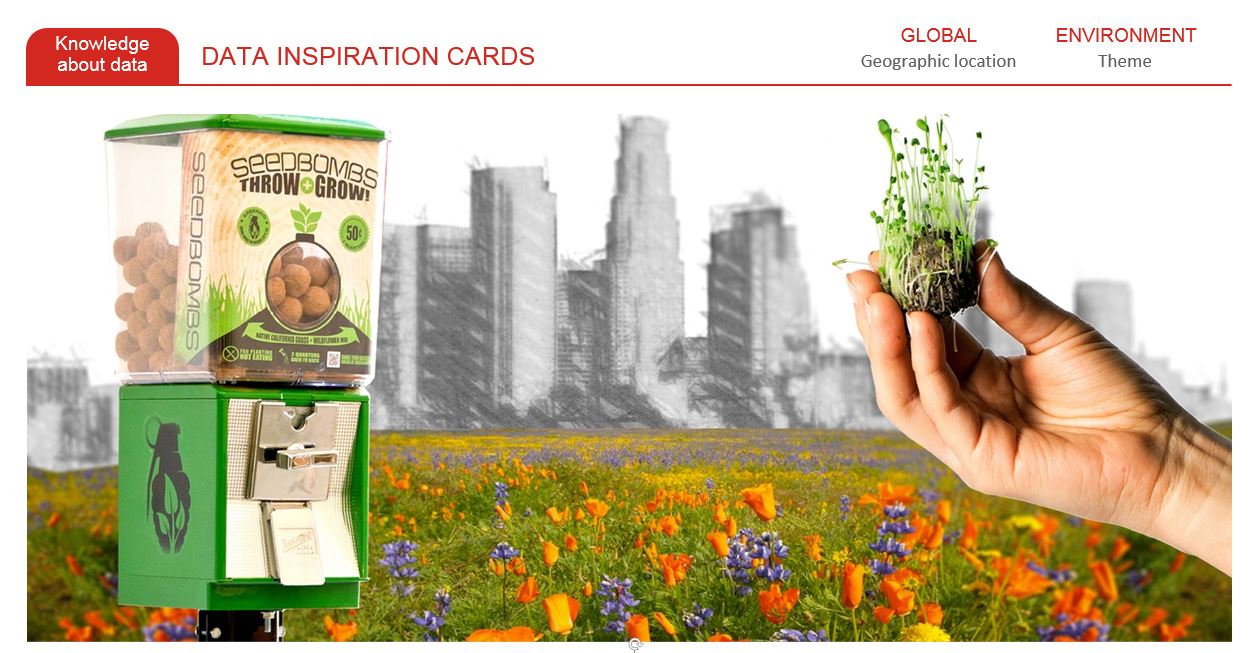 Knowledge
about data
DATA INSPIRATION CARDS
GLOBAL
Geographic location
ENVIRONMENT
Theme
SEEDBOMBS
THROW+GROW!
SEEDBOMBS
50¢
NATIVE CALIFORNIA GRASS + WILDFLOWER MIX
FOR PLANTING
NOT EATING
2 QUARTERS
BACK TO BACK